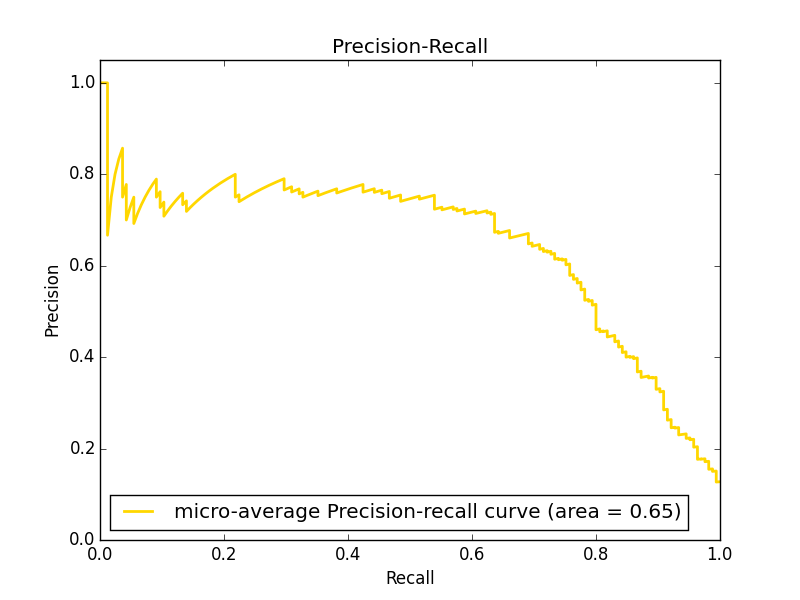 Precision-Recall
1.0
0.8
0.6
0.4
0.2
0.0
Precision
micro-average Precision-recall curve (area = 0.65)
0.0 0.2 0.4 0.6 0.8 1.0
Recall